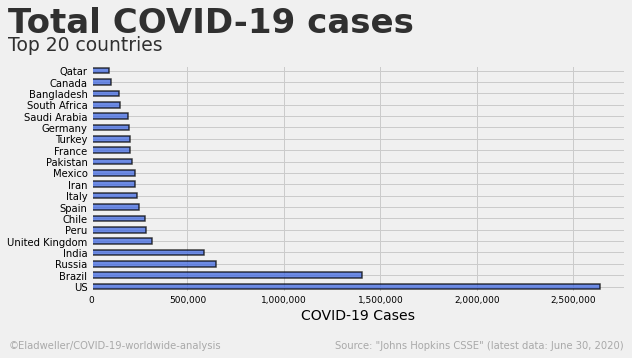 Total COVID-19 cases
Top 20 countries
Qatar
Canada
Bangladesh
South Africa
Saudi Arabia
Germany
Turkey
France
Pakistan
Mexico
Iran
Italy
Spain
Chile
Peru
United Kingdom
India
Russia
Brazil
US
0 500,000 1,000,000 1,500,000 2,000,000 2,500,000
COVID-19 Cases
©Eladweller/COVID-19-worldwide-analysis Source: "Johns Hopkins CSSE" (latest data: June 30, 2020)